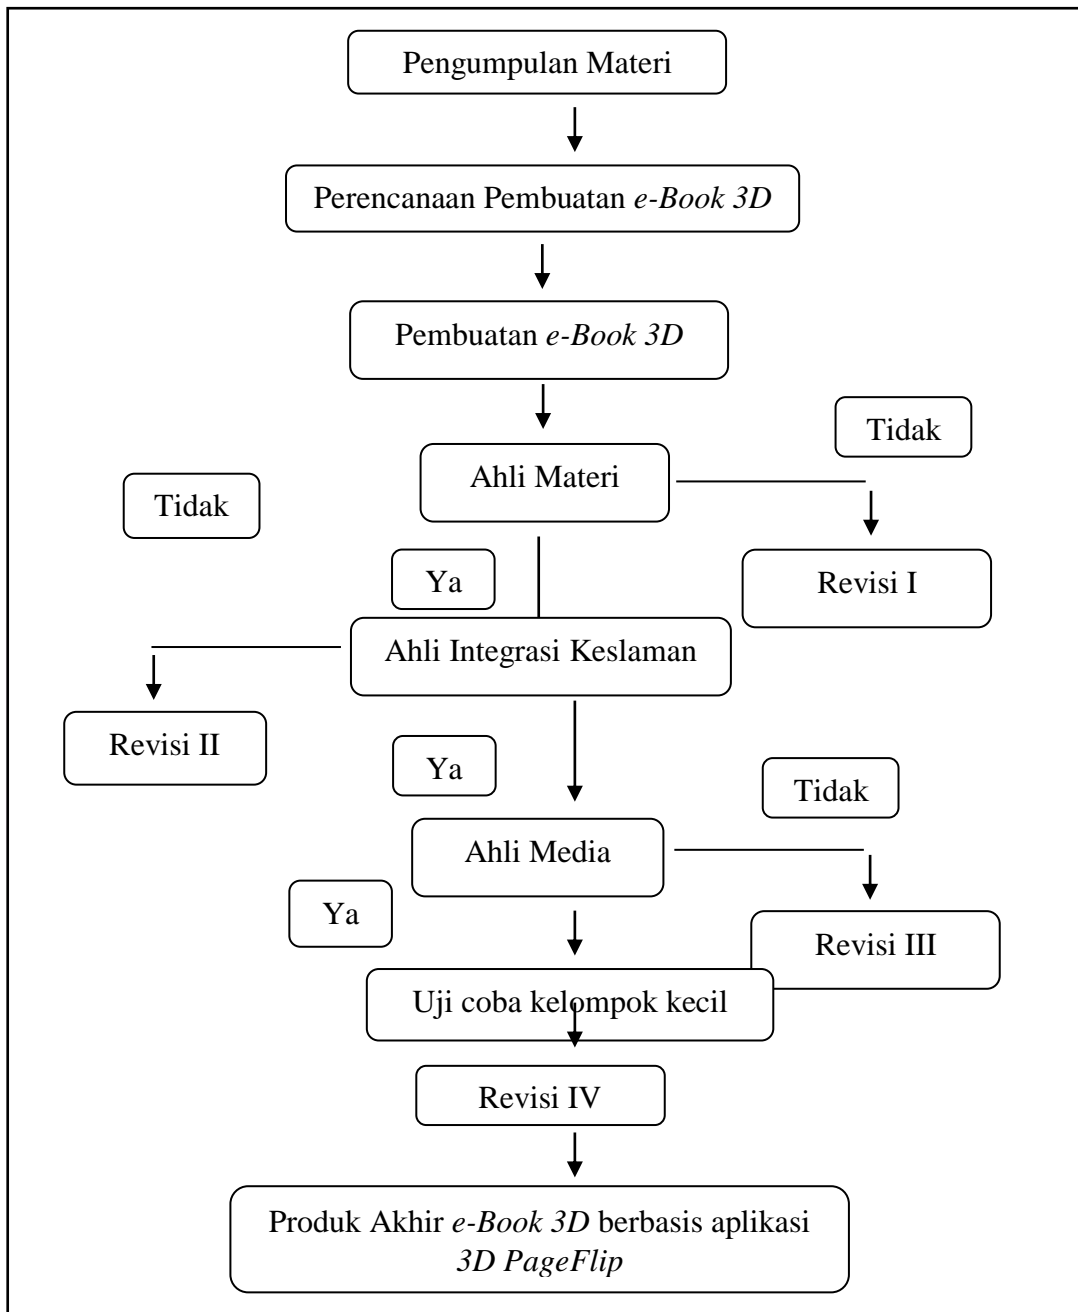 Pengumpulan Materi
Perencanaan Pembuatan e-Book 3D
Pembuatan e-Book 3D
Tidak
Ahli Materi
Tidak
Ya
Revisi I
Ahli Integrasi Keslaman
Revisi II
Ya
Tidak
Ahli Media
Ya
Revisi III
Uji coba kelompok kecil
Revisi IV
Produk Akhir e-Book 3D berbasis aplikasi
3D PageFlip